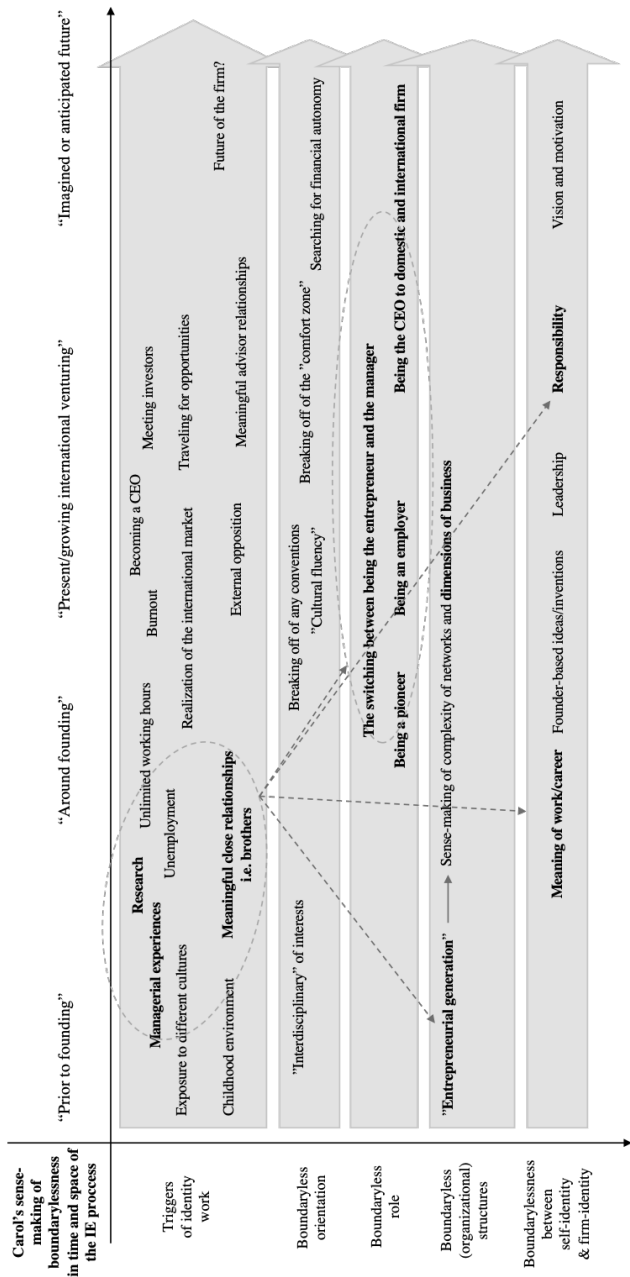 Carol's sense-
making of
boundarylessness
in time and space of
the IE proccess
“Prior to founding”
“Around founding”
“Present/growing international venturing”
“Imagined or anticipated future”
Triggers
of identity
work
Managerial experiences
Research
Unlimited working hours
Burnout
Becoming a CEO
Meeting investors
Exposure to different cultures
Unemployment
Realization of the international market
Traveling for opportunities
Childhood environment
Meaningful close relationships
i.e. brothers
External opposition
Meaningful advisor relationships
Future of the firm?
Boundaryless
orientation
”Interdisciplinary” of interests
Breaking off of any conventions
”Cultural fluency”
Breaking off of the ”comfort zone”
Searching for financial autonomy
Boundaryless
role
The switching between being the entrepreneur and the manager
Being a pioneer
Being an employer
Being the CEO to domestic and international firm
Boundaryless
(organizational)
structures
”Entrepreneurial generation”
Sense-making of complexity of networks and dimensions of business
Boundarylessness
between
self-identity
& firm-identity
Meaning of work/career
Founder-based ideas/inventions
Leadership
Responsibility
Vision and motivation